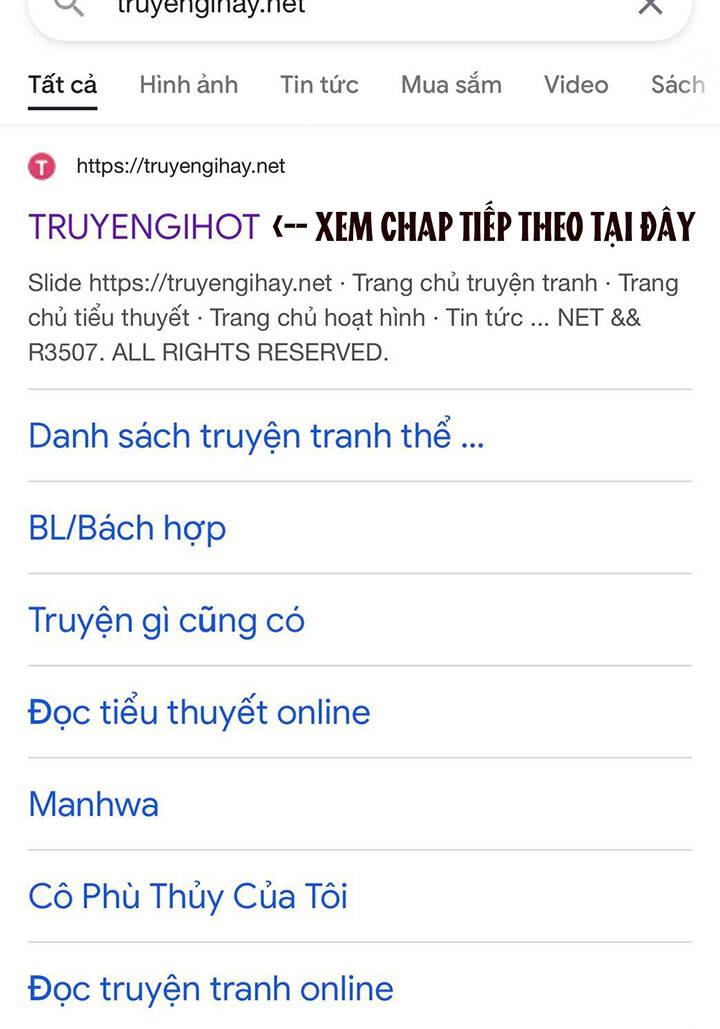 truyengihay.net
Tất cả Hình ảnh Tin tức Mua sắm Video Sách
T https://truyengihay.net
TRUYENGIHOT <-- XEM CHAP TIẾP THEO TẠI ĐÂY
Slide https://truyengihay.net · Trang chủ truyện tranh · Trang
chủ tiểu thuyết · Trang chủ hoạt hình · Tin tức ... NET &&
R3507. ALL RIGHTS RESERVED.
Danh sách truyện tranh thể ...
BL/Bách hợp
Truyện gì cũng có
Đọc tiểu thuyết online
Manhwa
Cô Phù Thủy Của Tôi
Đọc truyện tranh online